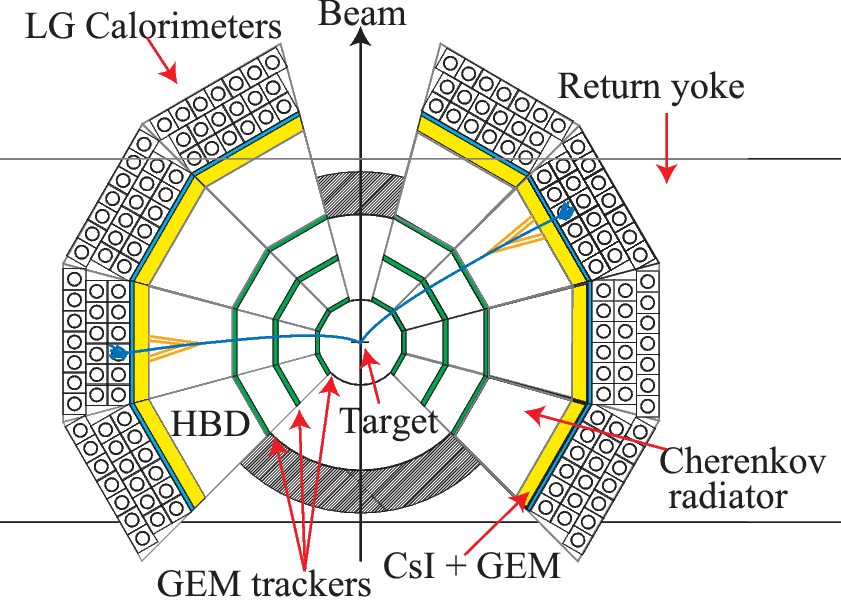 Beam
LG Calorimeters
Return yoke
HBD
Target
Cherenkov
radiator
CsI + GEM
GEM trackers